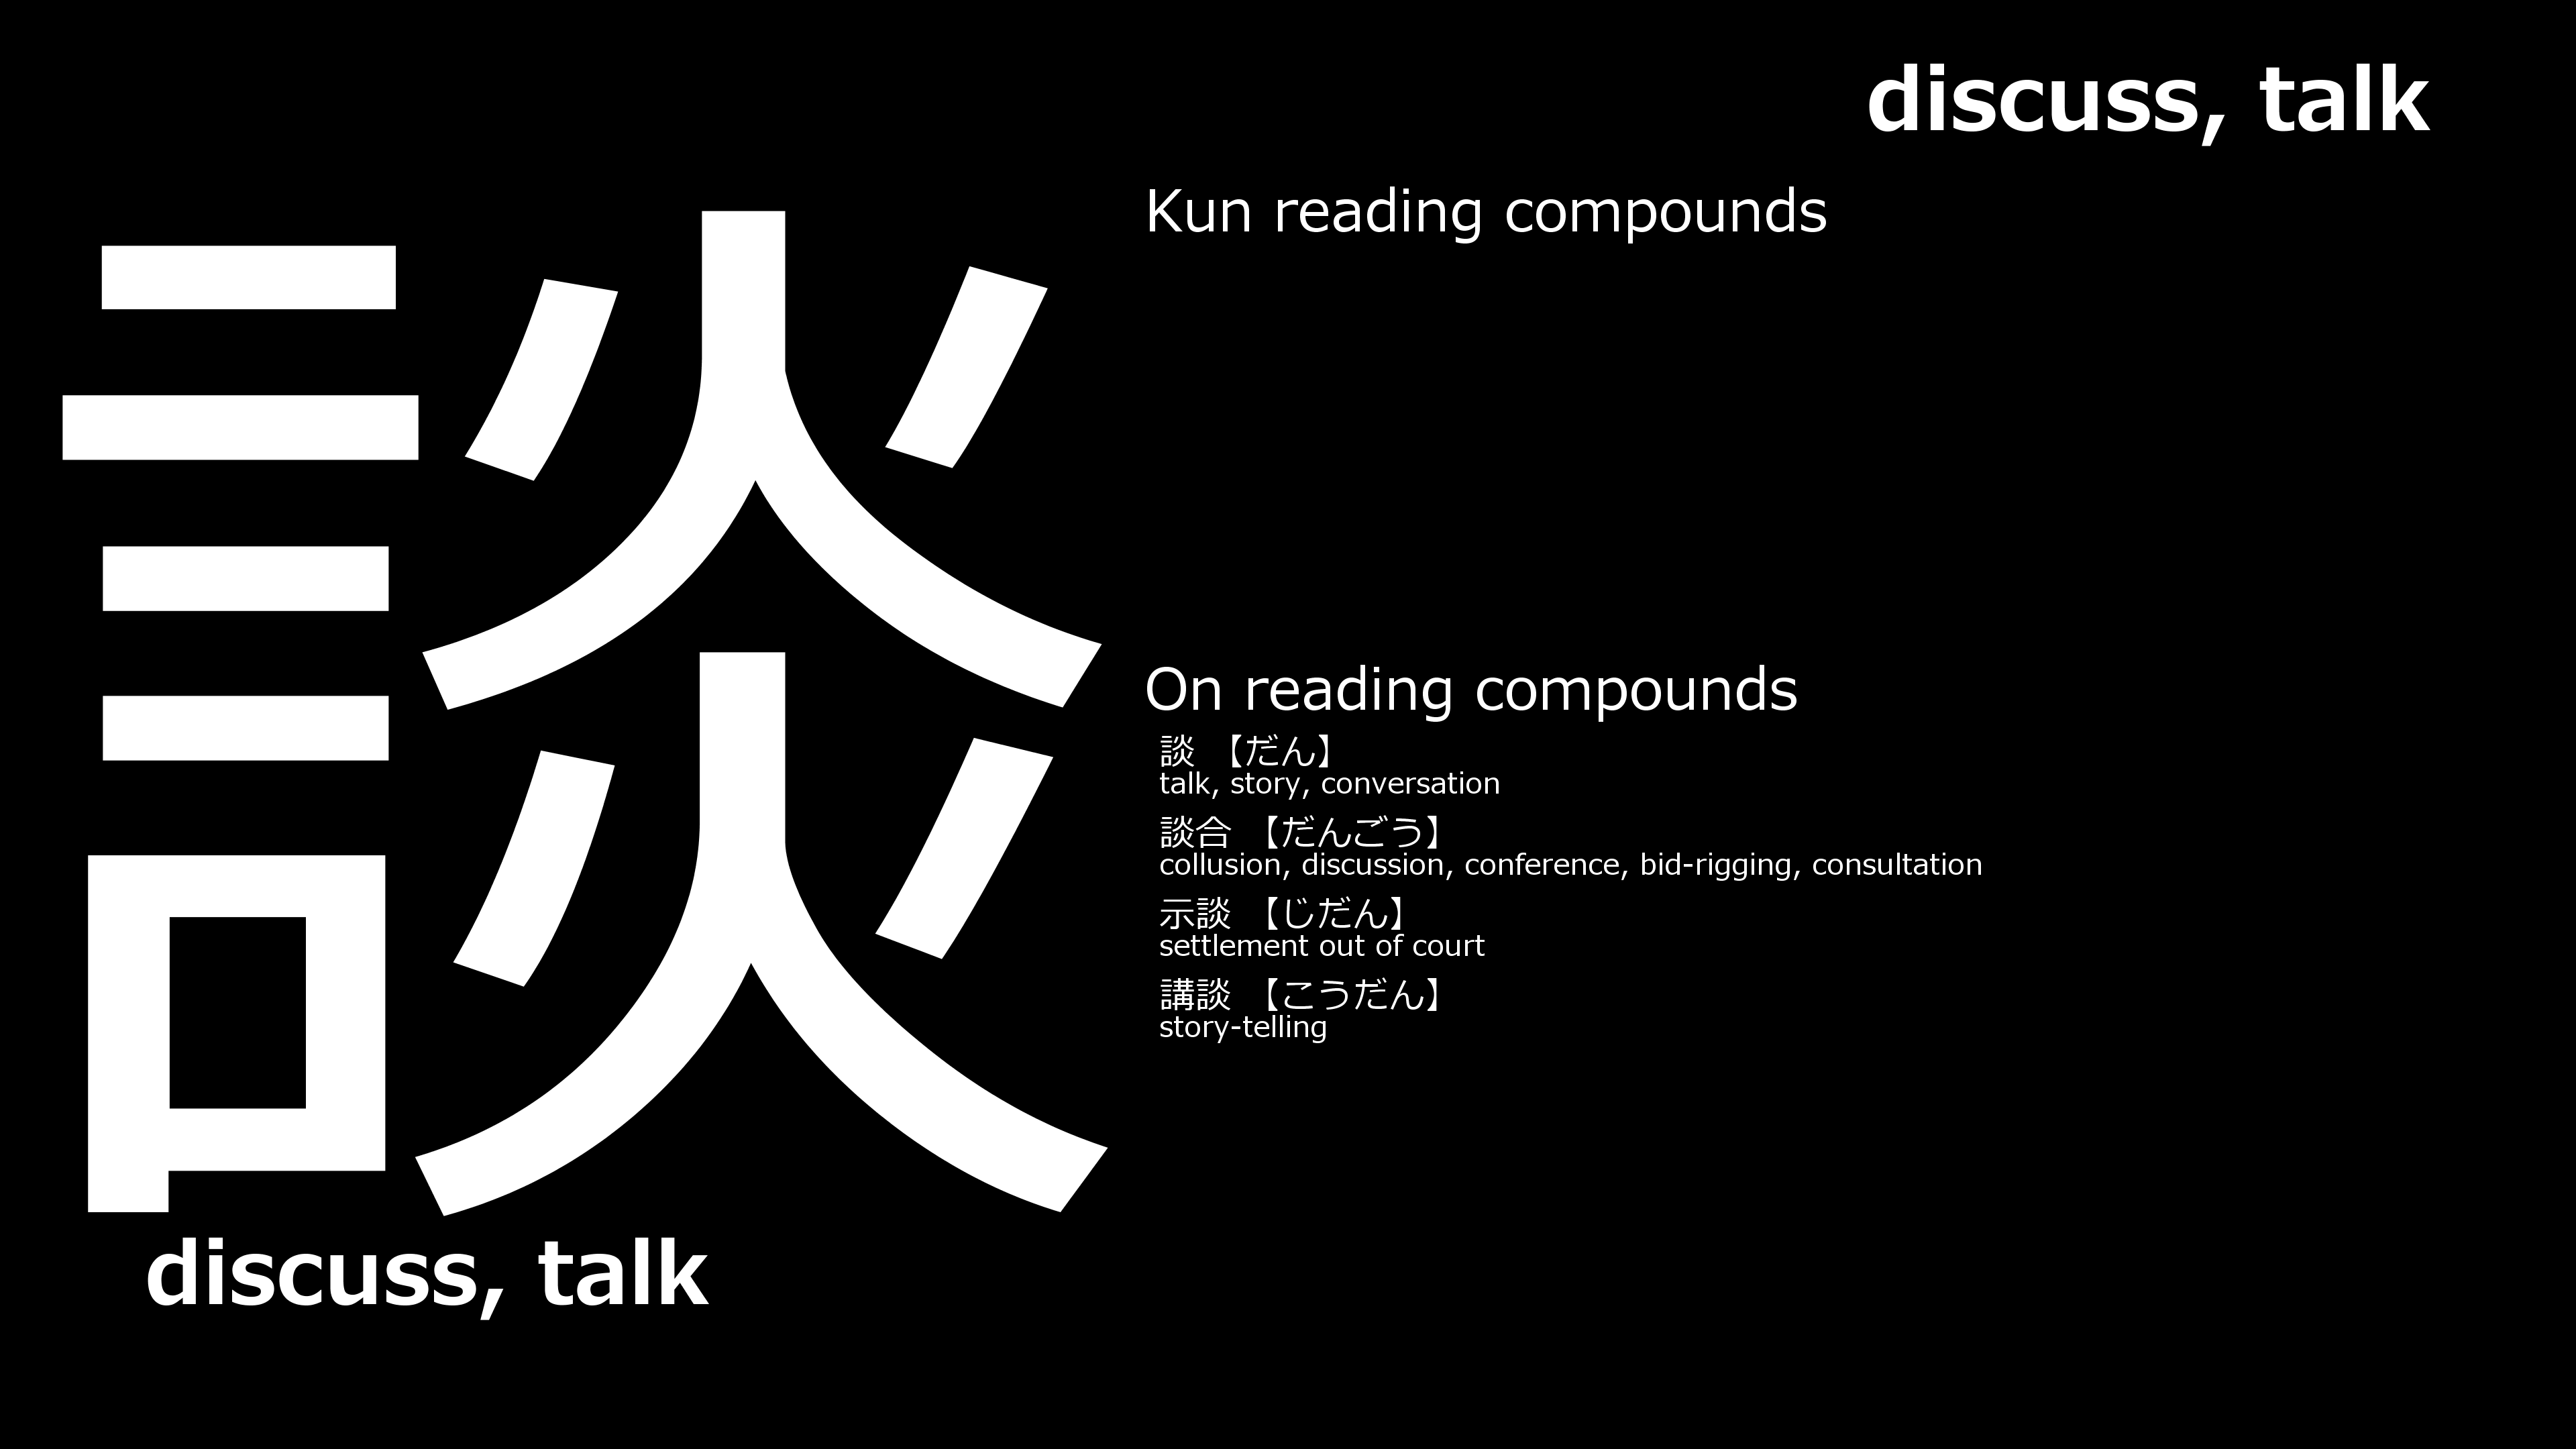 discuss, talk
談
discuss, talk
Kun reading compounds
On reading compounds
談 【だん】
talk, story, conversation
談合 【だんごう】
collusion, discussion, conference, bid-rigging, consultation
示談 【じだん】
settlement out of court
講談 【こうだん】
story-telling